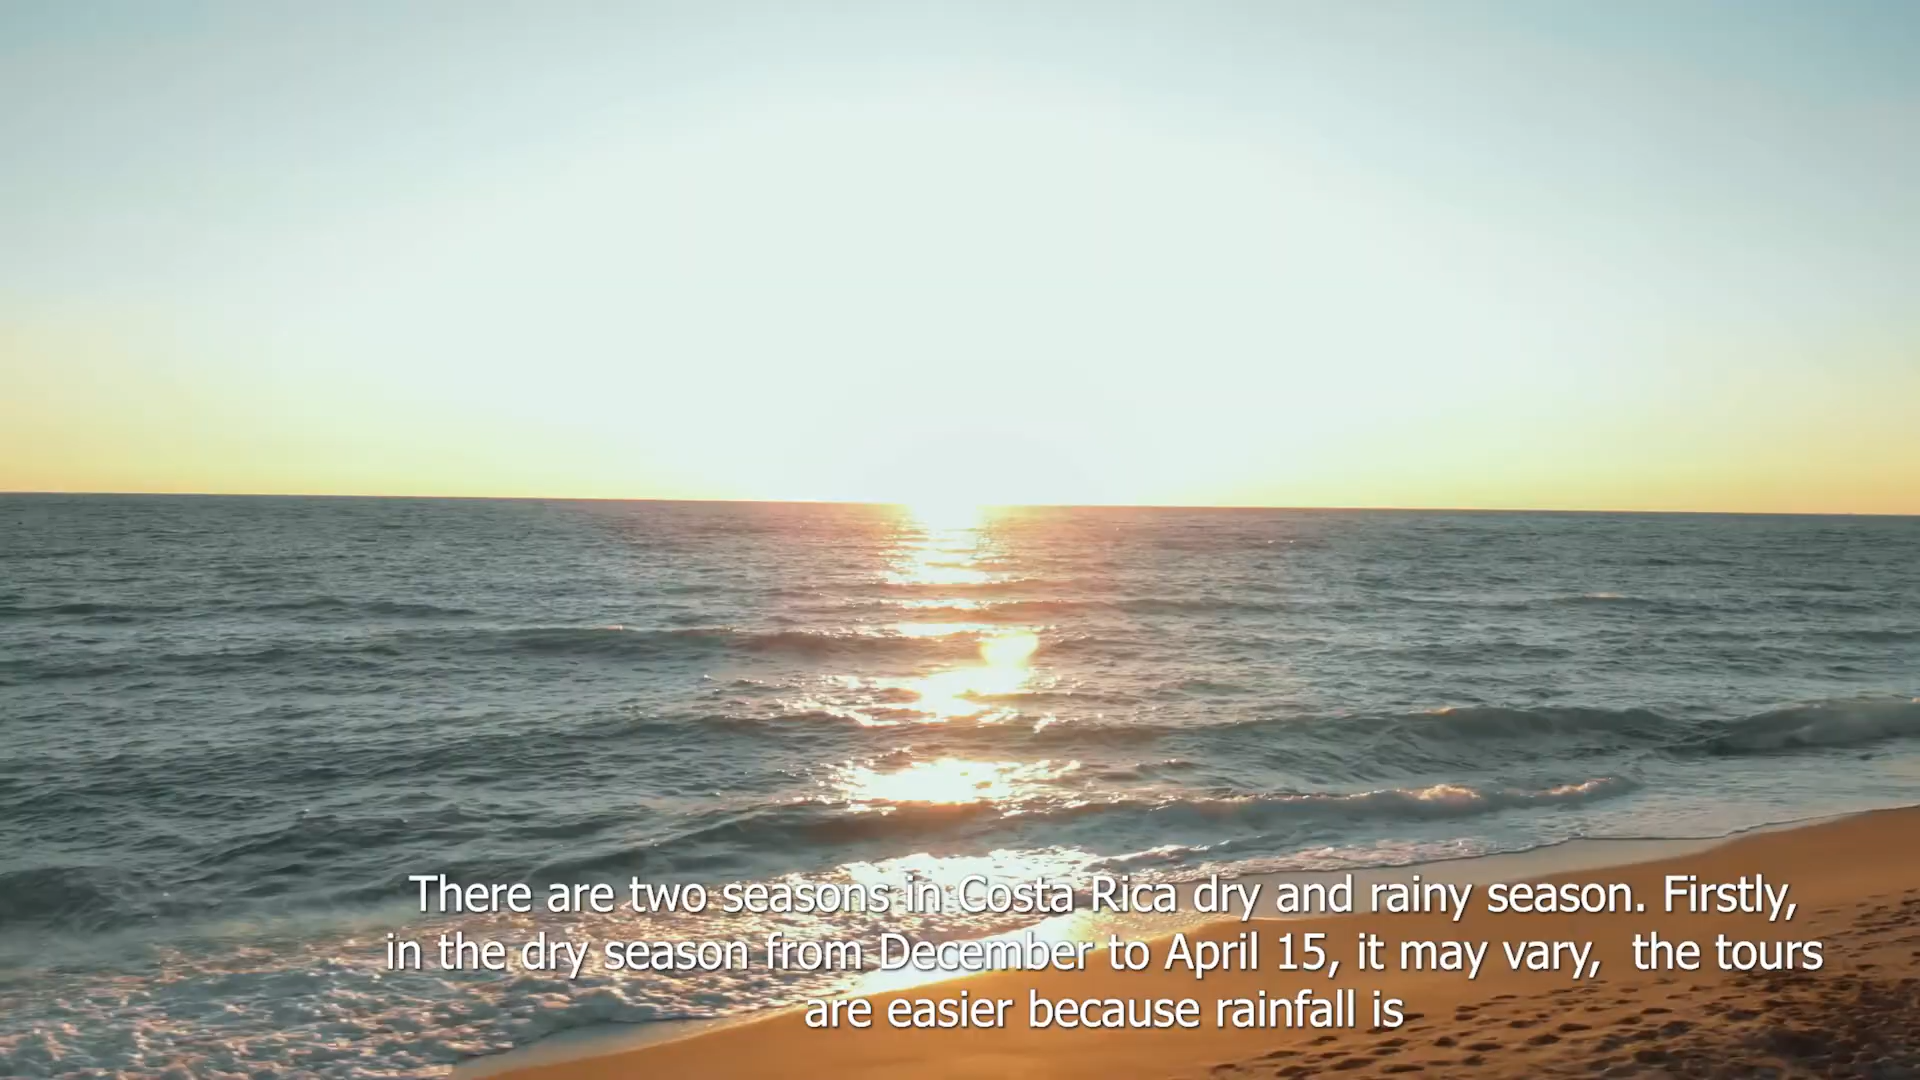 There are two seasons in Costa Rica dry and rainy season. Firstly,
in the dry season from December to April 15, it may vary,  the tours
are easier because rainfall is